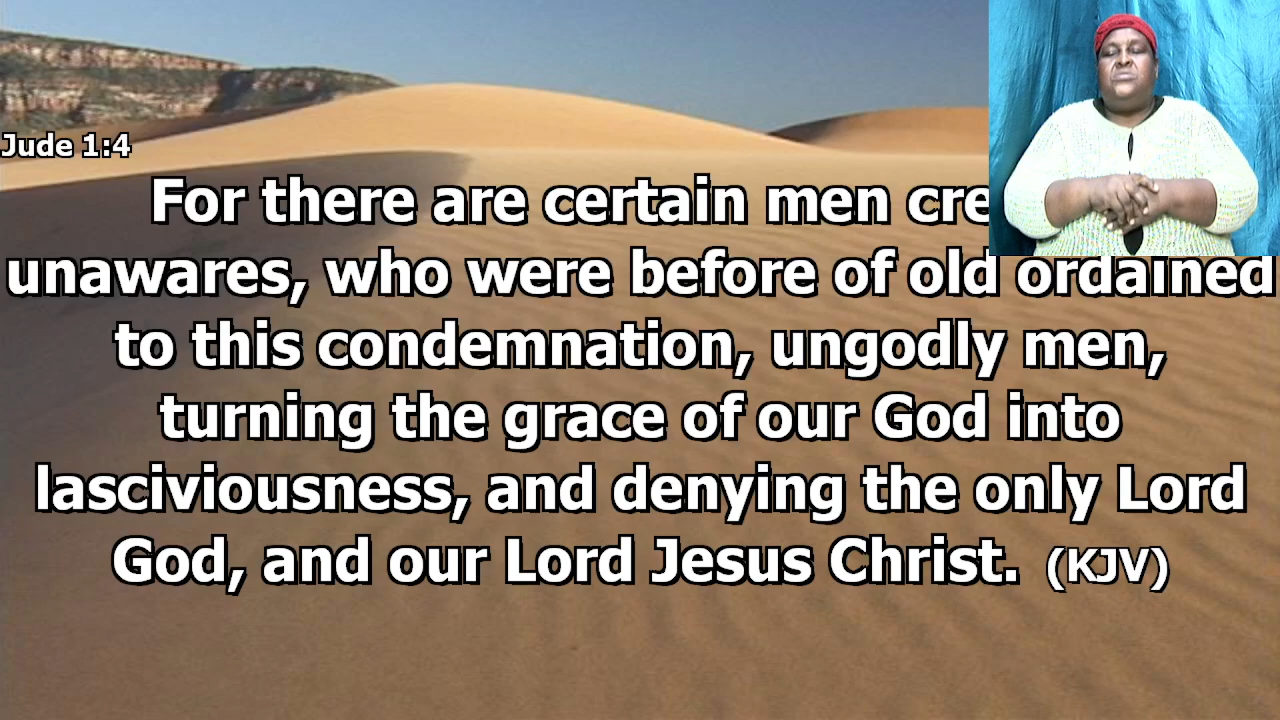 Jude 1:4
For there are certain men cre
unawares, who were before of old ordained
to this condemnation, ungodly men,
turning the grace of our God into
lasciviousness, and denying the only Lord
God, and our Lord Jesus Christ. (KJV)